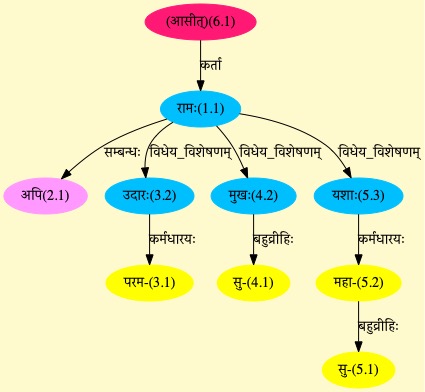 (आसीत्)(6.1)
कर्ता
रामः(1.1)
सम्बन्धः विधेय_विशेषणम् विधेय_विशेषणम् विधेय_विशेषणम्
अपि(2.1) उदारः(3.2) मुखः(4.2) यशाः(5.3)
कर्मधारयः बहुव्रीहिः कर्मधारयः
परम-(3.1) सु-(4.1) महा-(5.2)
बहुव्रीहिः
सु-(5.1)